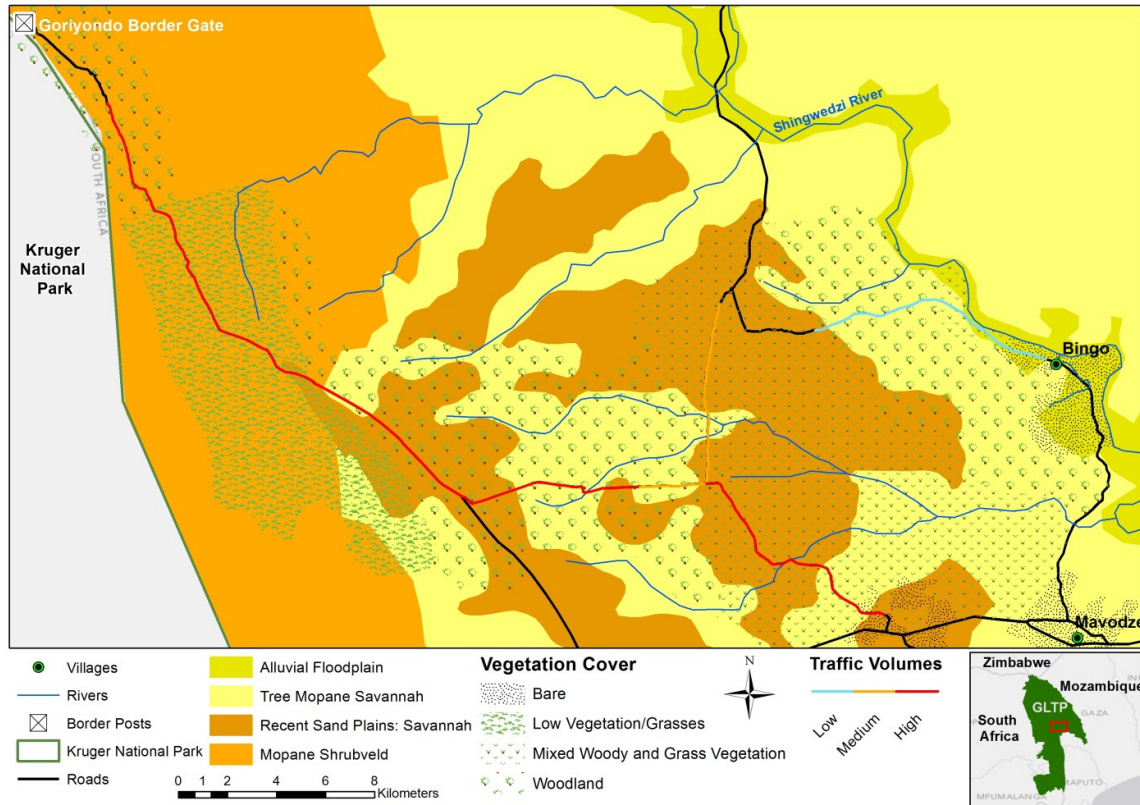 Goriyondo Border Gate
Shingwedzi River
SOUTH AFRICA
Kruger
National
Park
Bingo
Mavodze
Villages
Rivers
Border Posts
Kruger National Park
Roads
Alluvial Floodplain
Tree Mopane Savannah
Recent Sand Plains: Savannah
Mopane Shrubveld
0 1 2 4 6 8
Kilometers
Vegetation Cover
Bare
Low Vegetation/Grasses
Mixed Woody and Grass Vegetation
Woodland
N
Traffic Volumes
Low
Medium
High
Zimbabwe
Mozambique
GLTP
GAZA
South
Africa
MAPUTO
MPUMALANGA